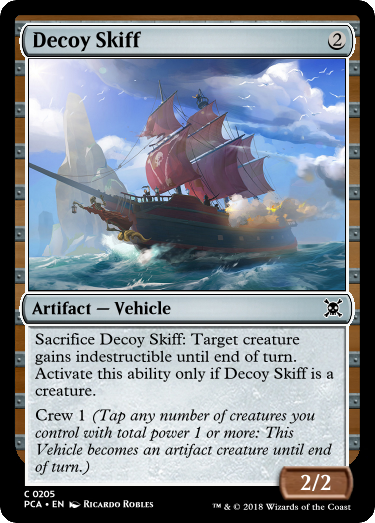 Decoy Skiff 2
Artifact — Vehicle
Sacrifice Decoy Skiff: Target creature
gains indestructible until end of turn.
Activate this ability only if Decoy Skiff is a
creature.
Crew 1 (Tap any number of creatures you
control with total power 1 or more: This
Vehicle becomes an artifact creature until end
of turn.)
2/2
C 0205
PCA • EN Ricardo Robles
™ & © 2018 Wizards of the Coast